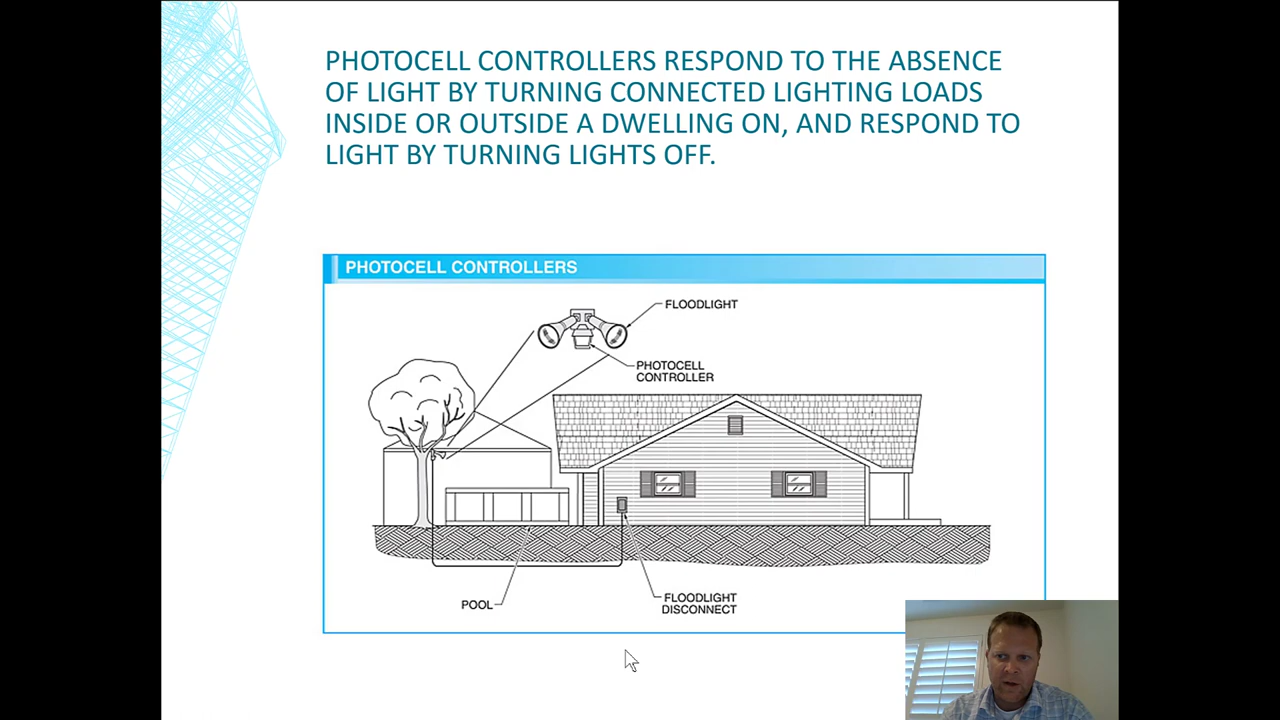 PHOTOCELL CONTROLLERS RESPOND TO THE ABSENCE
OF LIGHT BY TURNING CONNECTED LIGHTING LOADS
INSIDE OR OUTSIDE A DWELLING ON, AND RESPOND TO
LIGHT BY TURNING LIGHTS OFF.
PHOTOCELL CONTROLLERS
FLOODLIGHT
PHOTOCELL
CONTROLLER
POOL
FLOODLIGHT
DISCONNECT